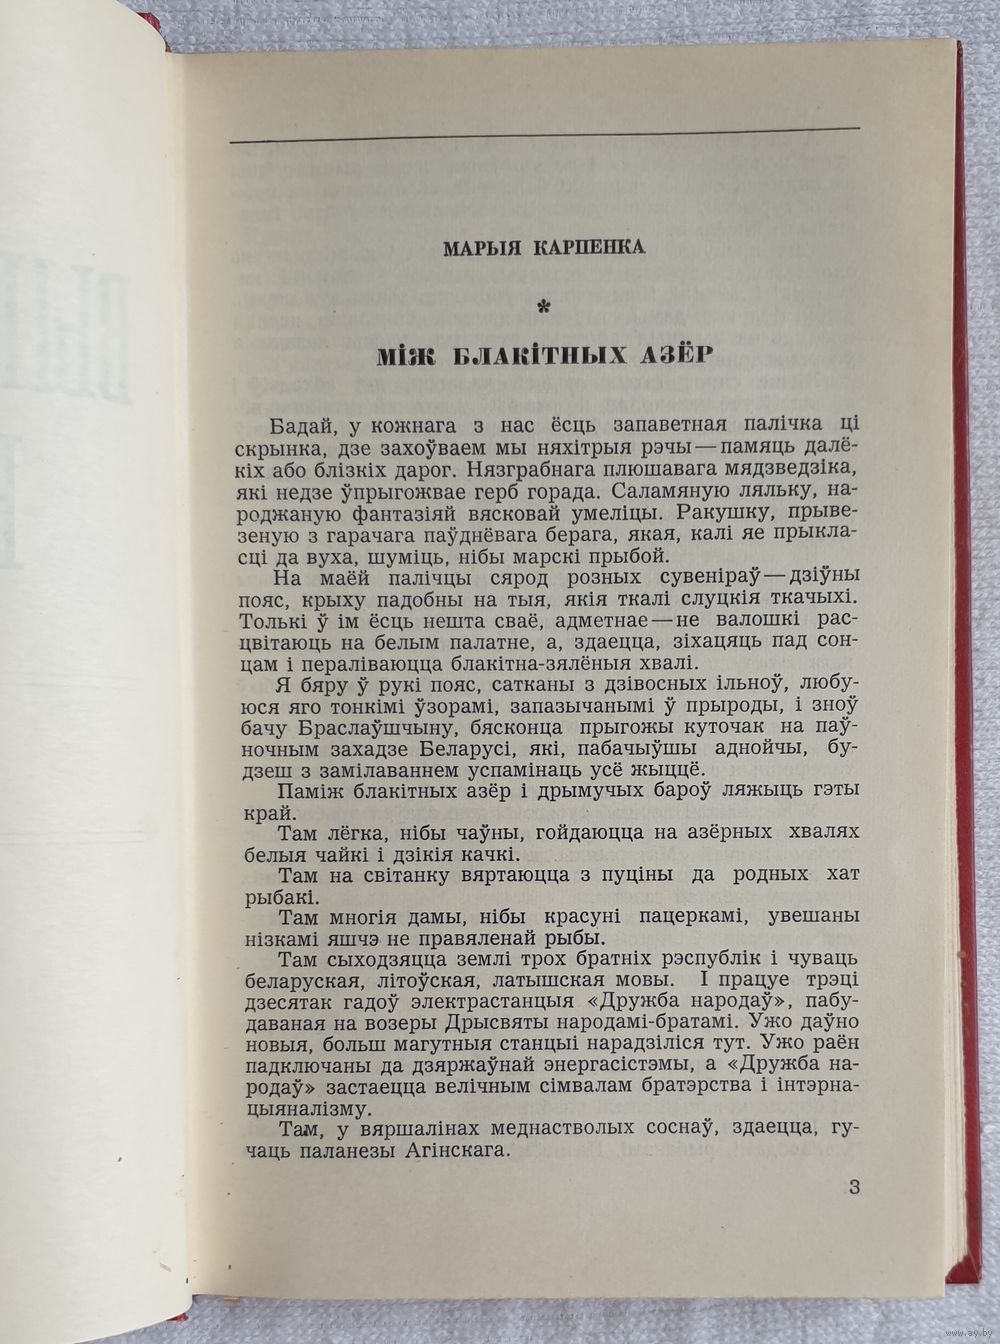 МАРЫЯ КАРПЕНКА
*
МІЖ БЛАКІТНЫХ АЗЁР
Бадай, у кожнага з нас ёсць запаветная палічка ці
скрынка, дзе захоўваем мы няхітрыя рэчы — памяць далё-
кіх або блізкіх дарог. Нязграбнага плюшавага мядзведзіка,
які недзе ўпрыгожвае герб горада. Саламяную ляльку, на-
роджаную фантазіяй вясковай умеліцы. Ракушку, прыве-
зеную з гарачага паўднёвага берага, якая, калі яе прыкла-
сці да вуха, шуміць, нібы марскі прыбой.
На маёй палічцы сярод розных сувеніраў — дзіўны
пояс, крыху падобны на тыя, якія ткалі слуцкія ткачыхі.
Толькі ў ім ёсць нешта сваё, адметнае — не валошкі рас-
цвітаюць на белым палатне, а, здаецца, зіхацяць пад сон-
цам і пераліваюцца блакітна-зялёныя хвалі.
Я бяру ў рукі пояс, сатканы з дзівосных ільноў, любу-
юся яго тонкімі ўзорамі, запазычанымі ў прыроды, і зноў
бачу Браслаўшчыну, бясконца прыгожы куточак на паў-
ночным захадзе Беларусі, які, пабачыўшы аднойчы, бу-
дзеш з замілаваннем успамінаць усё жыццё.
Паміж блакітных азёр і дрымучых бароў ляжыць гэты
край.
Там лёгка, нібы чаўны, гойдаюцца на азёрных хвалях
белыя чайкі і дзікія качкі.
Там на світанку вяртаюцца з пуціны да родных хат
рыбакі.
Там многія дамы, нібы красуні пацеркамі, увешаны
нізкамі яшчэ не правяленай рыбы.
Там сыходзяцца землі трох братніх рэспублік і чуваць
беларуская, літоўская, латышская мовы. І працуе трэці
дзесятак гадоў электрастанцыя «Дружба народаў», пабу-
даваная на возеры Дрысвяты народамі-братамі. Ужо даўно
новыя, больш магутныя станцыі нарадзіліся тут. Ужо раён
падключаны да дзяржаўнай энергасістэмы, а «Дружба на-
родаў» застаецца велічным сімвалам братэрства і інтэрна-
цыяналізму.
Там, у вяршалінах меднастволых соснаў, здаецца, гу-
чаць паланезы Агінскага.
3
www.ay.by